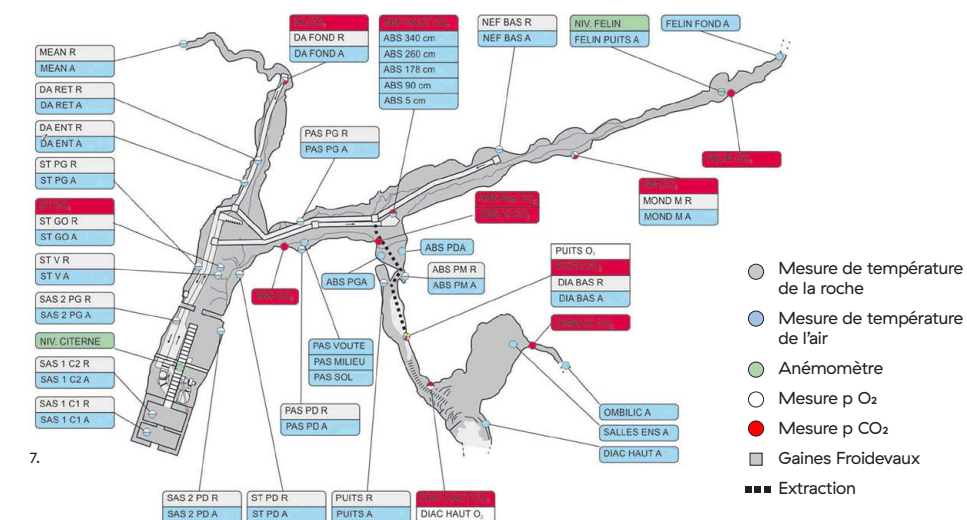 MEAN R
MEAN A
DA RET R
DA RET A
DA ENT R
DA ENT A
ST PG R
ST PG A
ST GO R
ST GO A
ST V R
ST V A
SAS 2 PG R
SAS 2 PG A
NIV. CITERNE
SAS 1 C2 R
SAS 1 C2 A
SAS 1 C1 R
SAS 1 C1 A
7.
DA FOND R
DA FOND A
ABS 340 cm
ABS 260 cm
ABS 178 cm
ABS 90 cm
ABS 5 cm
NEF BAS R
NEF BAS A
NIV. FELIN
FELIN PUITS A
FELIN FOND A
PAS PG R
PAS PG A
MOND M R
MOND M A
ABS PDA
ABS PGA
ABS PM R
ABS PM A
PUITS O₂
DIA BAS R
DIA BAS A
PAS VOUTE
PAS MILIEU
PAS SOL
PAS PD R
PAS PD A
OMBILIC A
SALLES ENS A
DIAC HAUT A
SAS 2 PD R
SAS 2 PD A
ST PD R
ST PD A
PUITS R
PUITS A
DIAC HAUT O₂
Mesure de température
de la roche
Mesure de température
de l'air
Anémomètre
Mesure p O₂
Mesure p CO₂
Gaines Froidevaux
Extraction